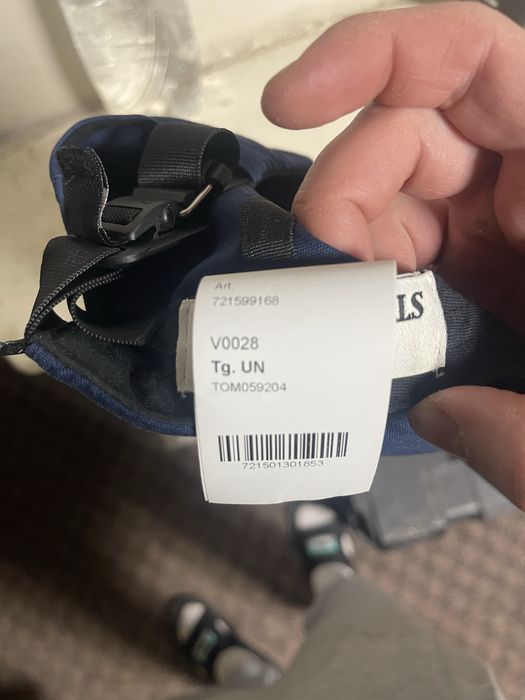 Art.
721599168
V0028
Tg. UN
TOM059204
721501301853
LS